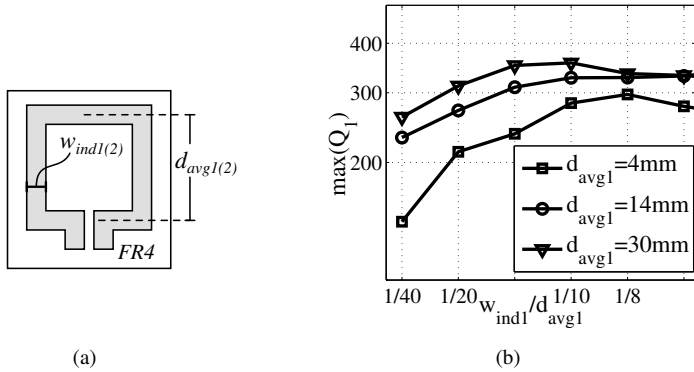 (a)
w_ind1(2)
d_avg1(2)
FR4
(b)
max(Q_1)
400
300
200
d_avg1=4mm
d_avg1=14mm
d_avg1=30mm
1/40
1/20
1/10
1/8
w_ind1/d_avg1
(a)
(b)